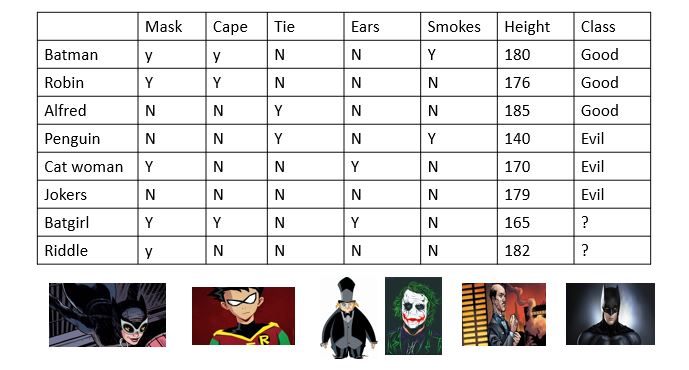 Mask Cape Tie Ears Smokes Height Class
Batman y y N N Y 180 Good
Robin Y Y N N N 176 Good
Alfred N N Y N N 185 Good
Penguin N N Y N Y 140 Evil
Cat woman Y N N Y N 170 Evil
Jokers N N N N N 179 Evil
Batgirl Y Y N Y N 165 ?
Riddle y N N N N 182 ?
R